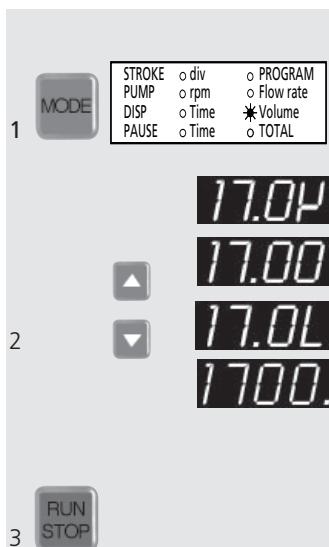 1
MODE
STROKE ○ div ○ PROGRAM
PUMP ○ rpm ○ Flow rate
DISP ○ Time ☀ Volume
PAUSE ○ Time ○ TOTAL
17.0μ
17.00
2
17.0L
1700.
3
RUN
STOP